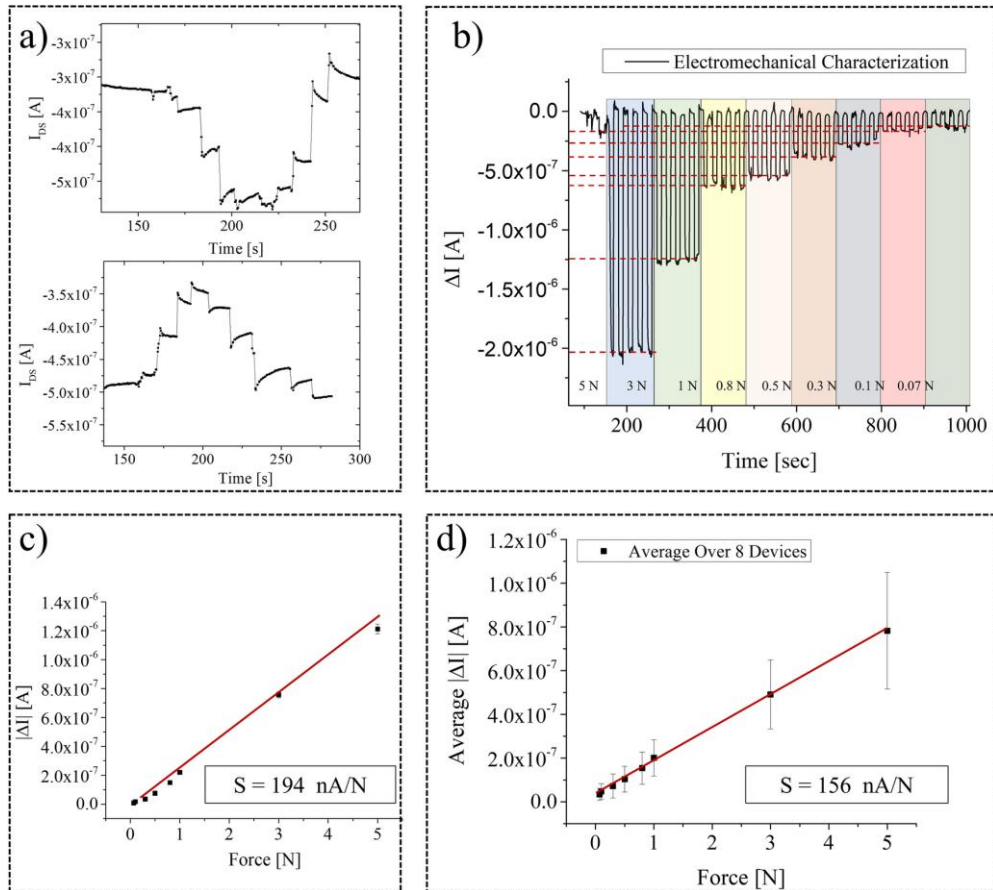 a)
-3x10⁻⁷
-3x10⁻⁷
-4x10⁻⁷
-4x10⁻⁷
-5x10⁻⁷
I_DS [A]
150 200 250
Time [s]
-3.5x10⁻⁷
-4.0x10⁻⁷
-4.5x10⁻⁷
-5.0x10⁻⁷
-5.5x10⁻⁷
I_DS [A]
150 200 250 300
Time [s]
b)
Electromechanical Characterization
0.0
-5.0x10⁻⁷
-1.0x10⁻⁶
-1.5x10⁻⁶
-2.0x10⁻⁶
ΔI [A]
5 N 3 N 1 N 0.8 N 0.5 N 0.3 N 0.1 N 0.07 N
200 400 600 800 1000
Time [sec]
c)
1.4x10⁻⁶
1.2x10⁻⁶
1.0x10⁻⁶
8.0x10⁻⁷
6.0x10⁻⁷
4.0x10⁻⁷
2.0x10⁻⁷
0.0
|ΔI| [A]
S = 194 nA/N
0 1 2 3 4 5
Force [N]
d)
Average Over 8 Devices
1.2x10⁻⁶
1.0x10⁻⁶
8.0x10⁻⁷
6.0x10⁻⁷
4.0x10⁻⁷
2.0x10⁻⁷
0.0
Average |ΔI| [A]
S = 156 nA/N
0 1 2 3 4 5
Force [N]